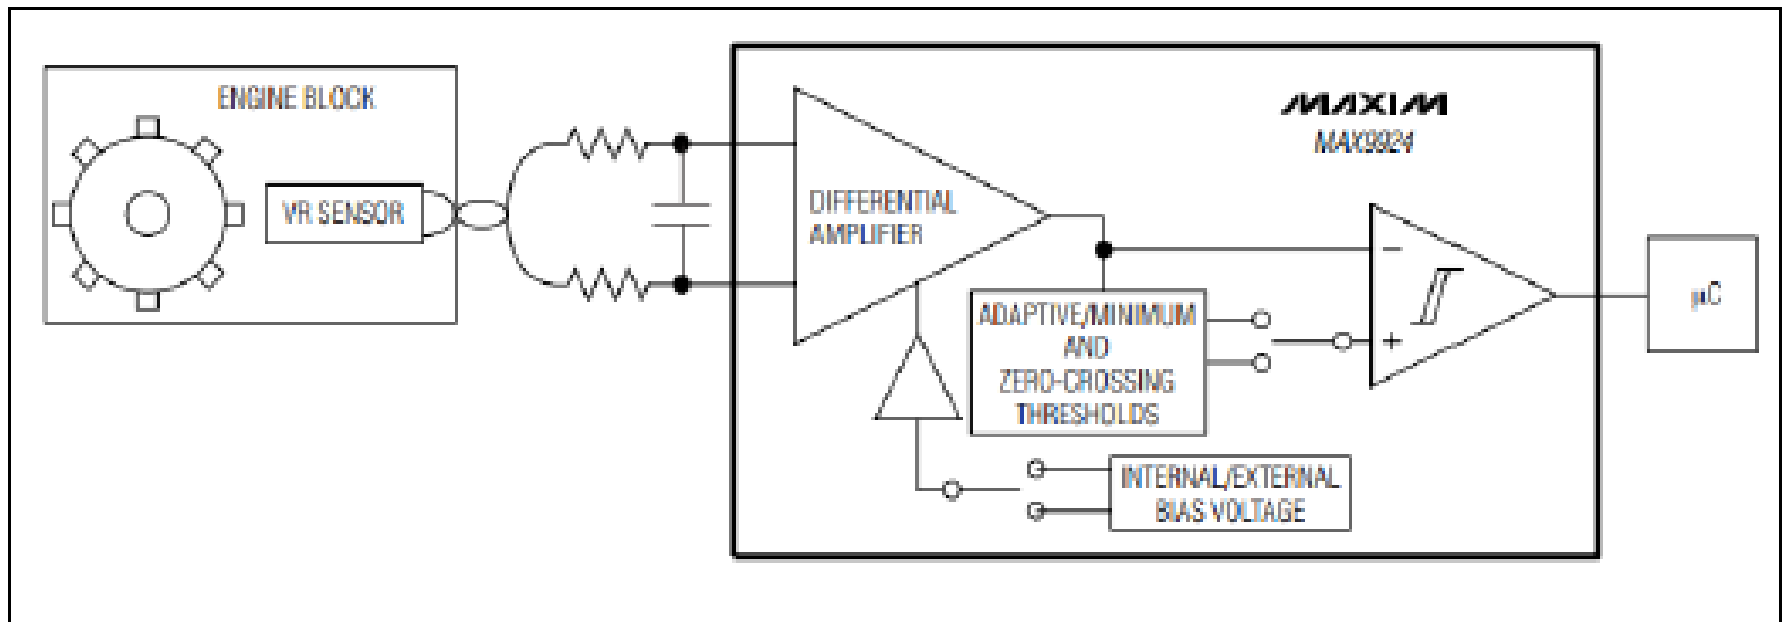 ENGINE BLOCK
VR SENSOR
DIFFERENTIAL
AMPLIFIER
MAXIM
MAX9924
ADAPTIVE/MINIMUM
AND
ZERO-CROSSING
THRESHOLDS
−
+
INTERNAL/EXTERNAL
BIAS VOLTAGE
μC